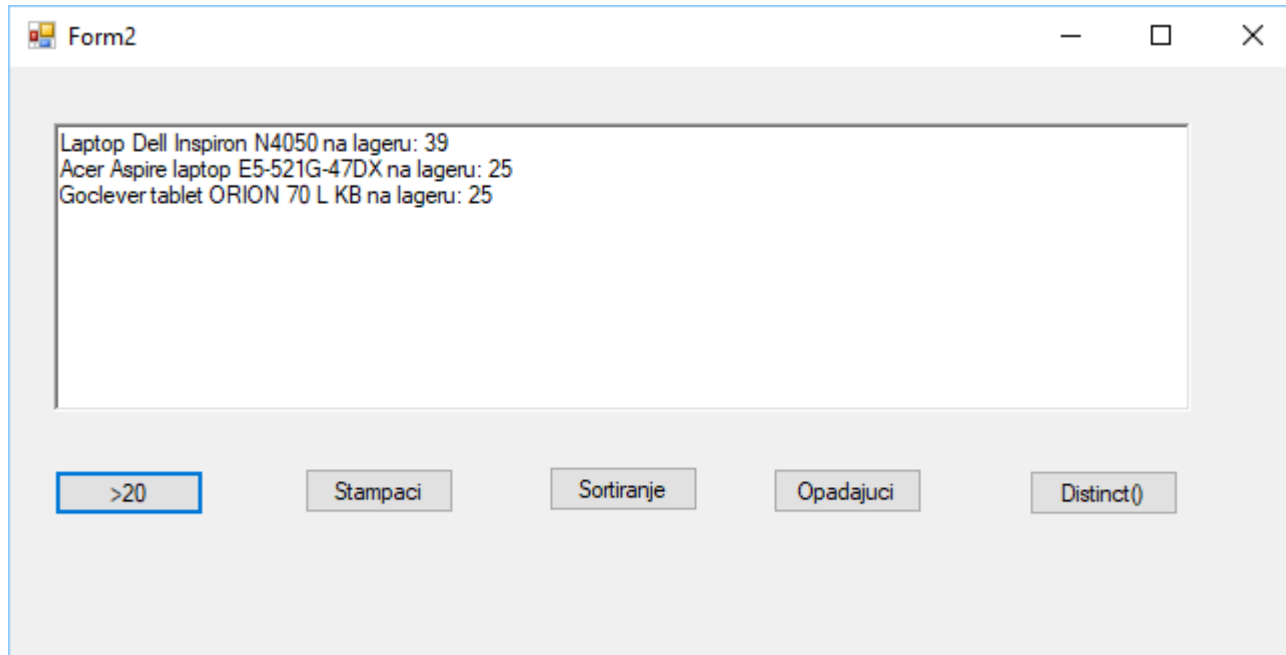 Form2
Laptop Dell Inspiron N4050 na lageru: 39
Acer Aspire laptop E5-521G-47DX na lageru: 25
Goclever tablet ORION 70 L KB na lageru: 25
>20 Stampaci Sortiranje Opadajuci Distinct()